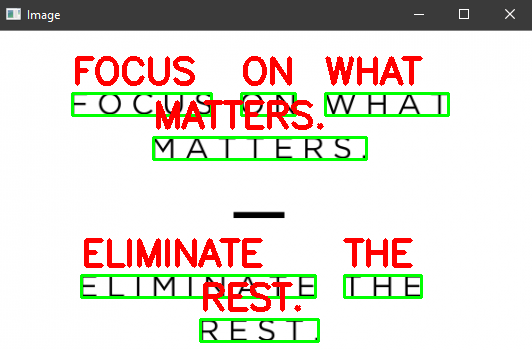 Image
FOCUS ON WHAT
FOCUS ON WHAT
MATTERS.
MATTERS.
ELIMINATE THE
ELIMINATE THE
REST.
REST.